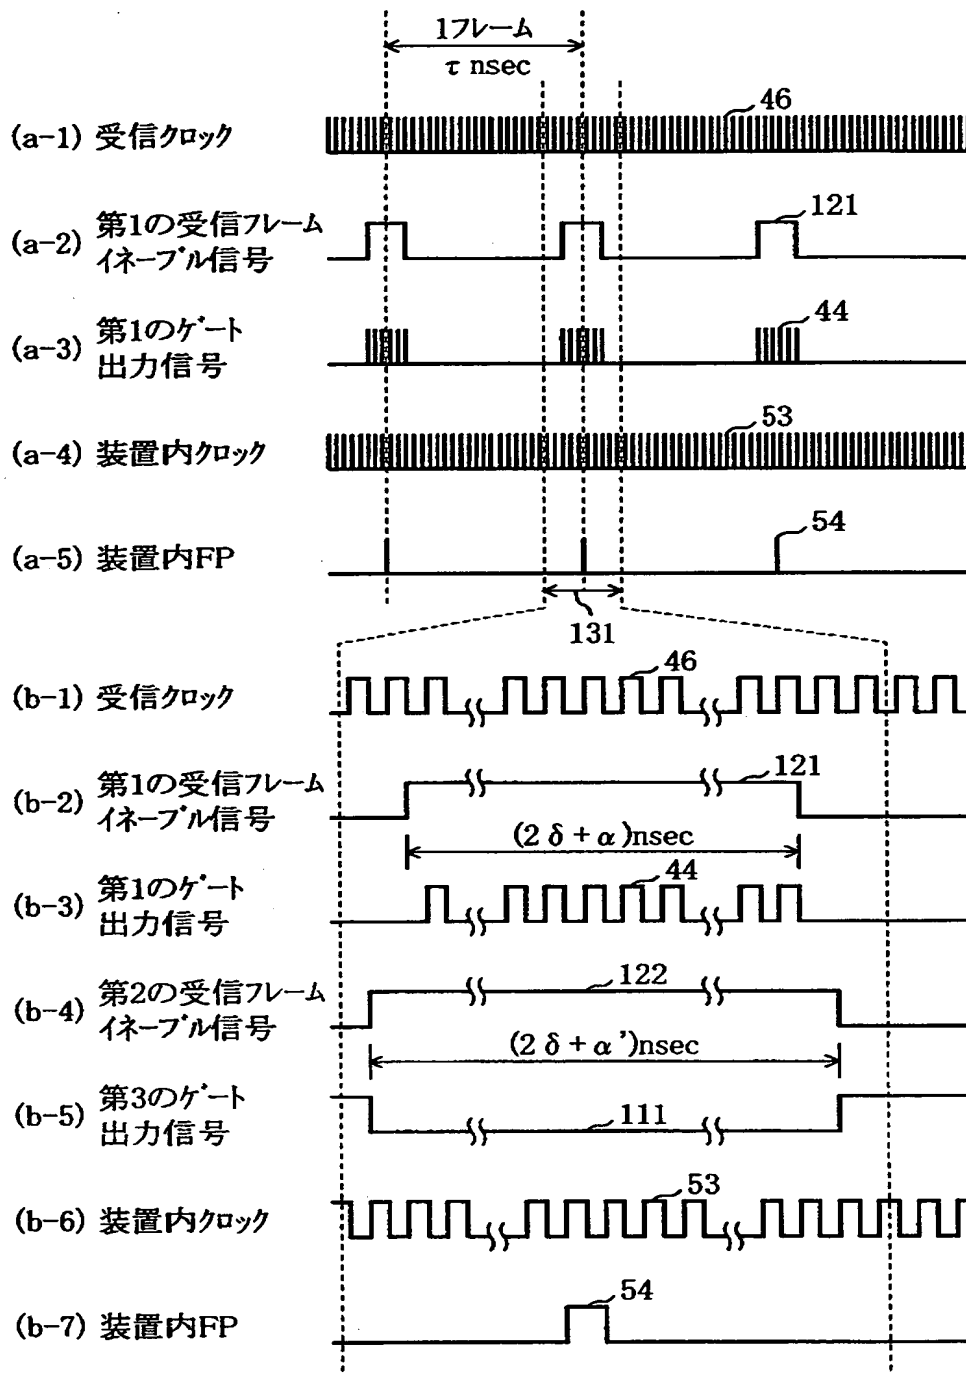 1フレーム
τ nsec
46
(a-1) 受信クロック
121
(a-2) 第1の受信フレーム
イネーブル信号
44
(a-3) 第1のゲート
出力信号
53
(a-4) 装置内クロック
54
(a-5) 装置内FP
131
46
(b-1) 受信クロック
121
(b-2) 第1の受信フレーム
イネーブル信号
(2δ+α)nsec
44
(b-3) 第1のゲート
出力信号
122
(b-4) 第2の受信フレーム
イネーブル信号
(2δ+α')nsec
(b-5) 第3のゲート
出力信号
111
53
(b-6) 装置内クロック
54
(b-7) 装置内FP